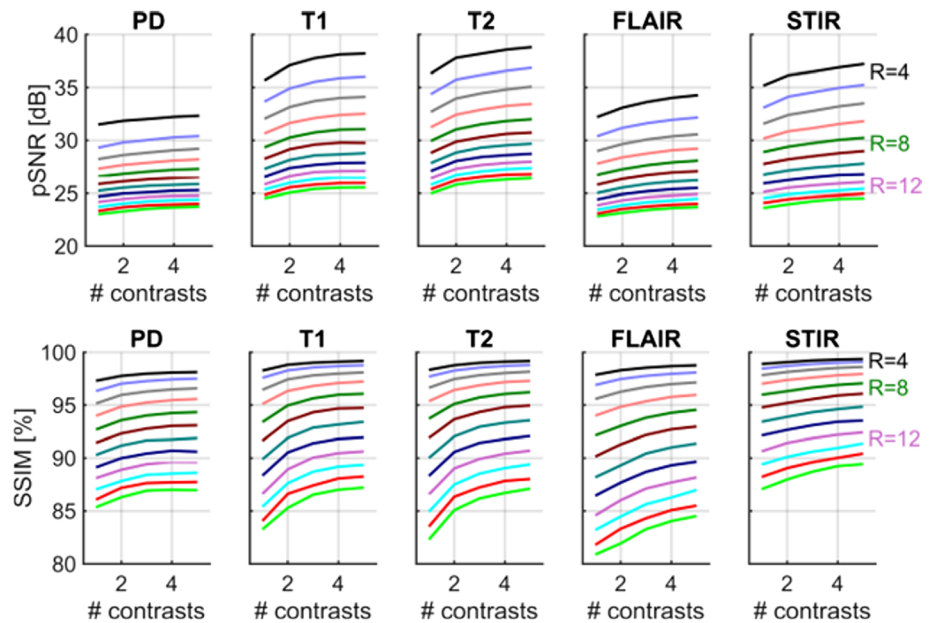 PD T1 T2 FLAIR STIR
40
35
30
25
20
pSNR [dB]
R=4
R=8
R=12
2 4 2 4 2 4 2 4 2 4
# contrasts # contrasts # contrasts # contrasts # contrasts
PD T1 T2 FLAIR STIR
100
95
90
85
80
SSIM [%]
R=4
R=8
R=12
2 4 2 4 2 4 2 4 2 4
# contrasts # contrasts # contrasts # contrasts # contrasts